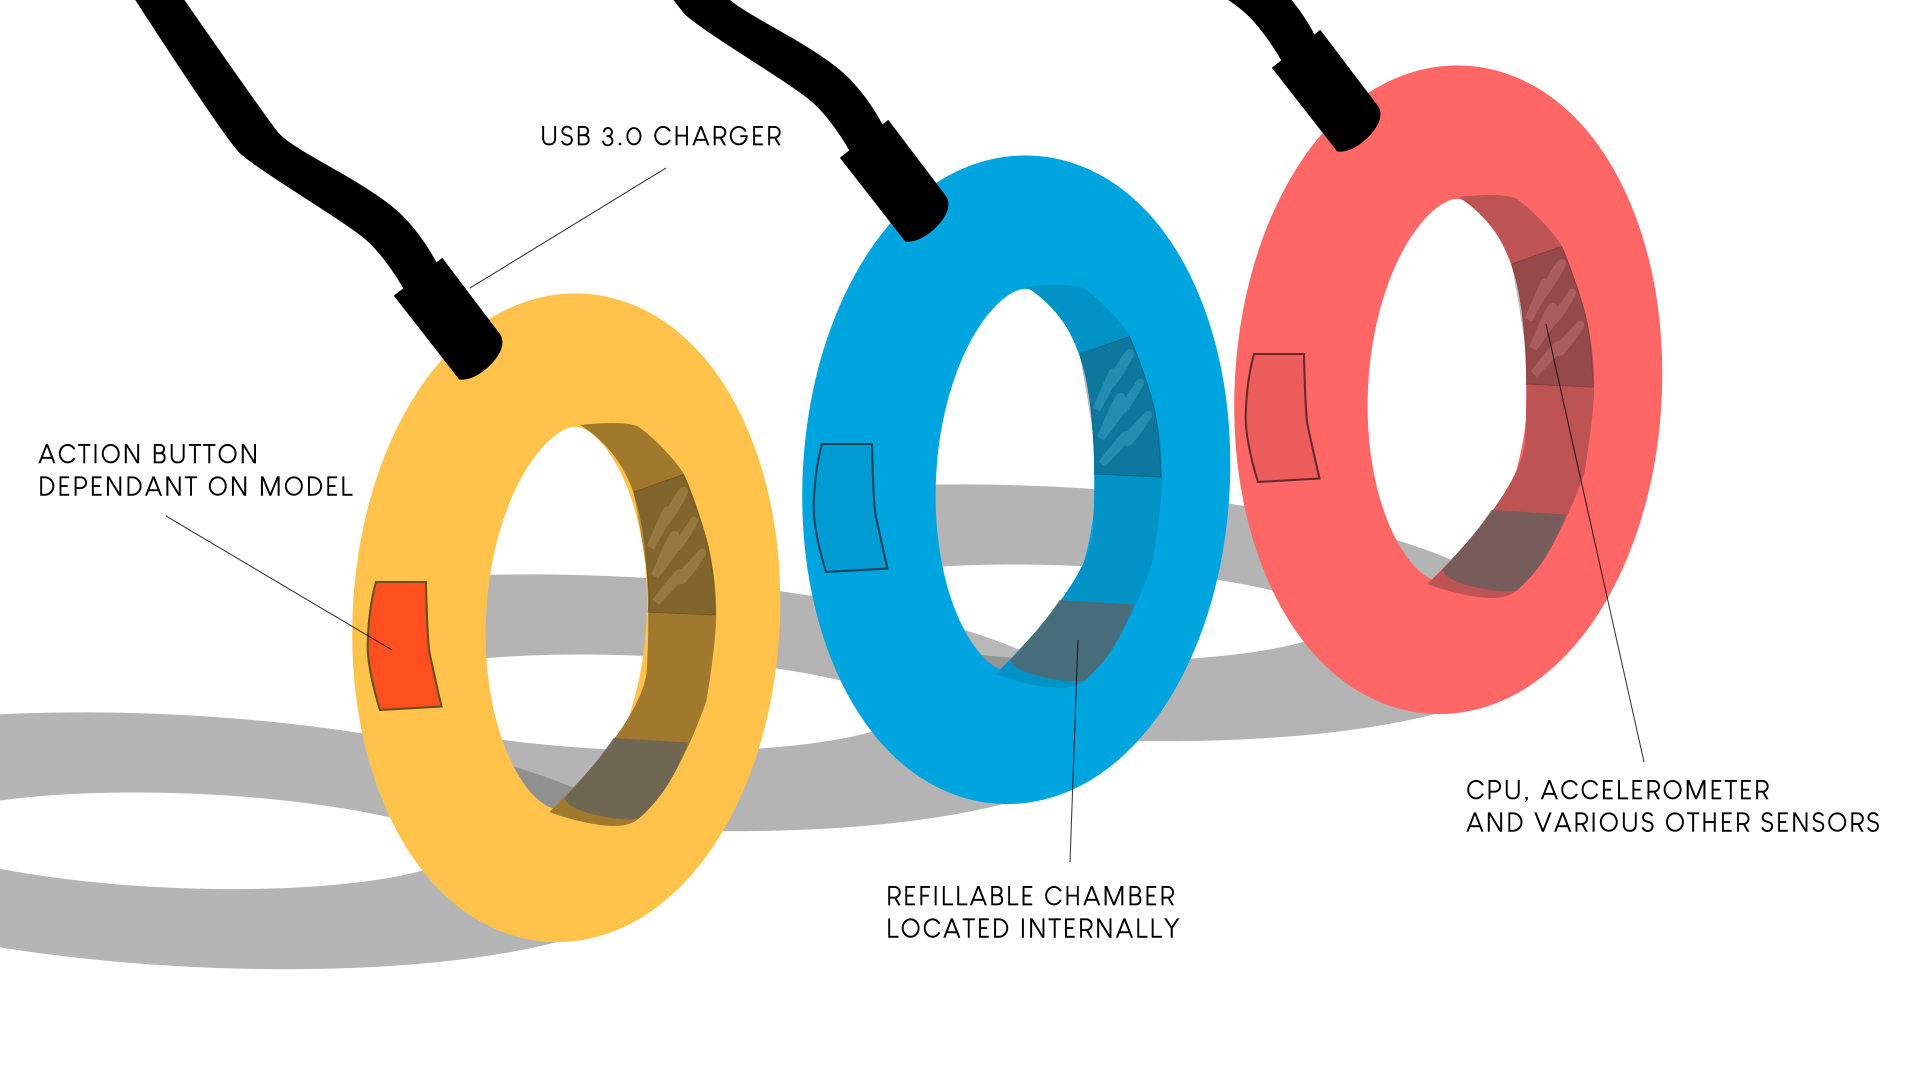 USB 3.0 CHARGER
ACTION BUTTON
DEPENDANT ON MODEL
CPU, ACCELEROMETER
AND VARIOUS OTHER SENSORS
REFILLABLE CHAMBER
LOCATED INTERNALLY